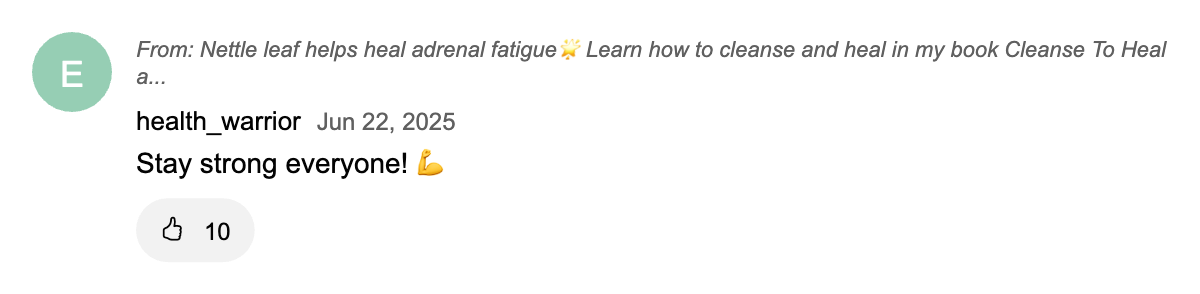 E
From: Nettle leaf helps heal adrenal fatigue🌟 Learn how to cleanse and heal in my book Cleanse To Heal
a...
health_warrior Jun 22, 2025
Stay strong everyone! 💪
10